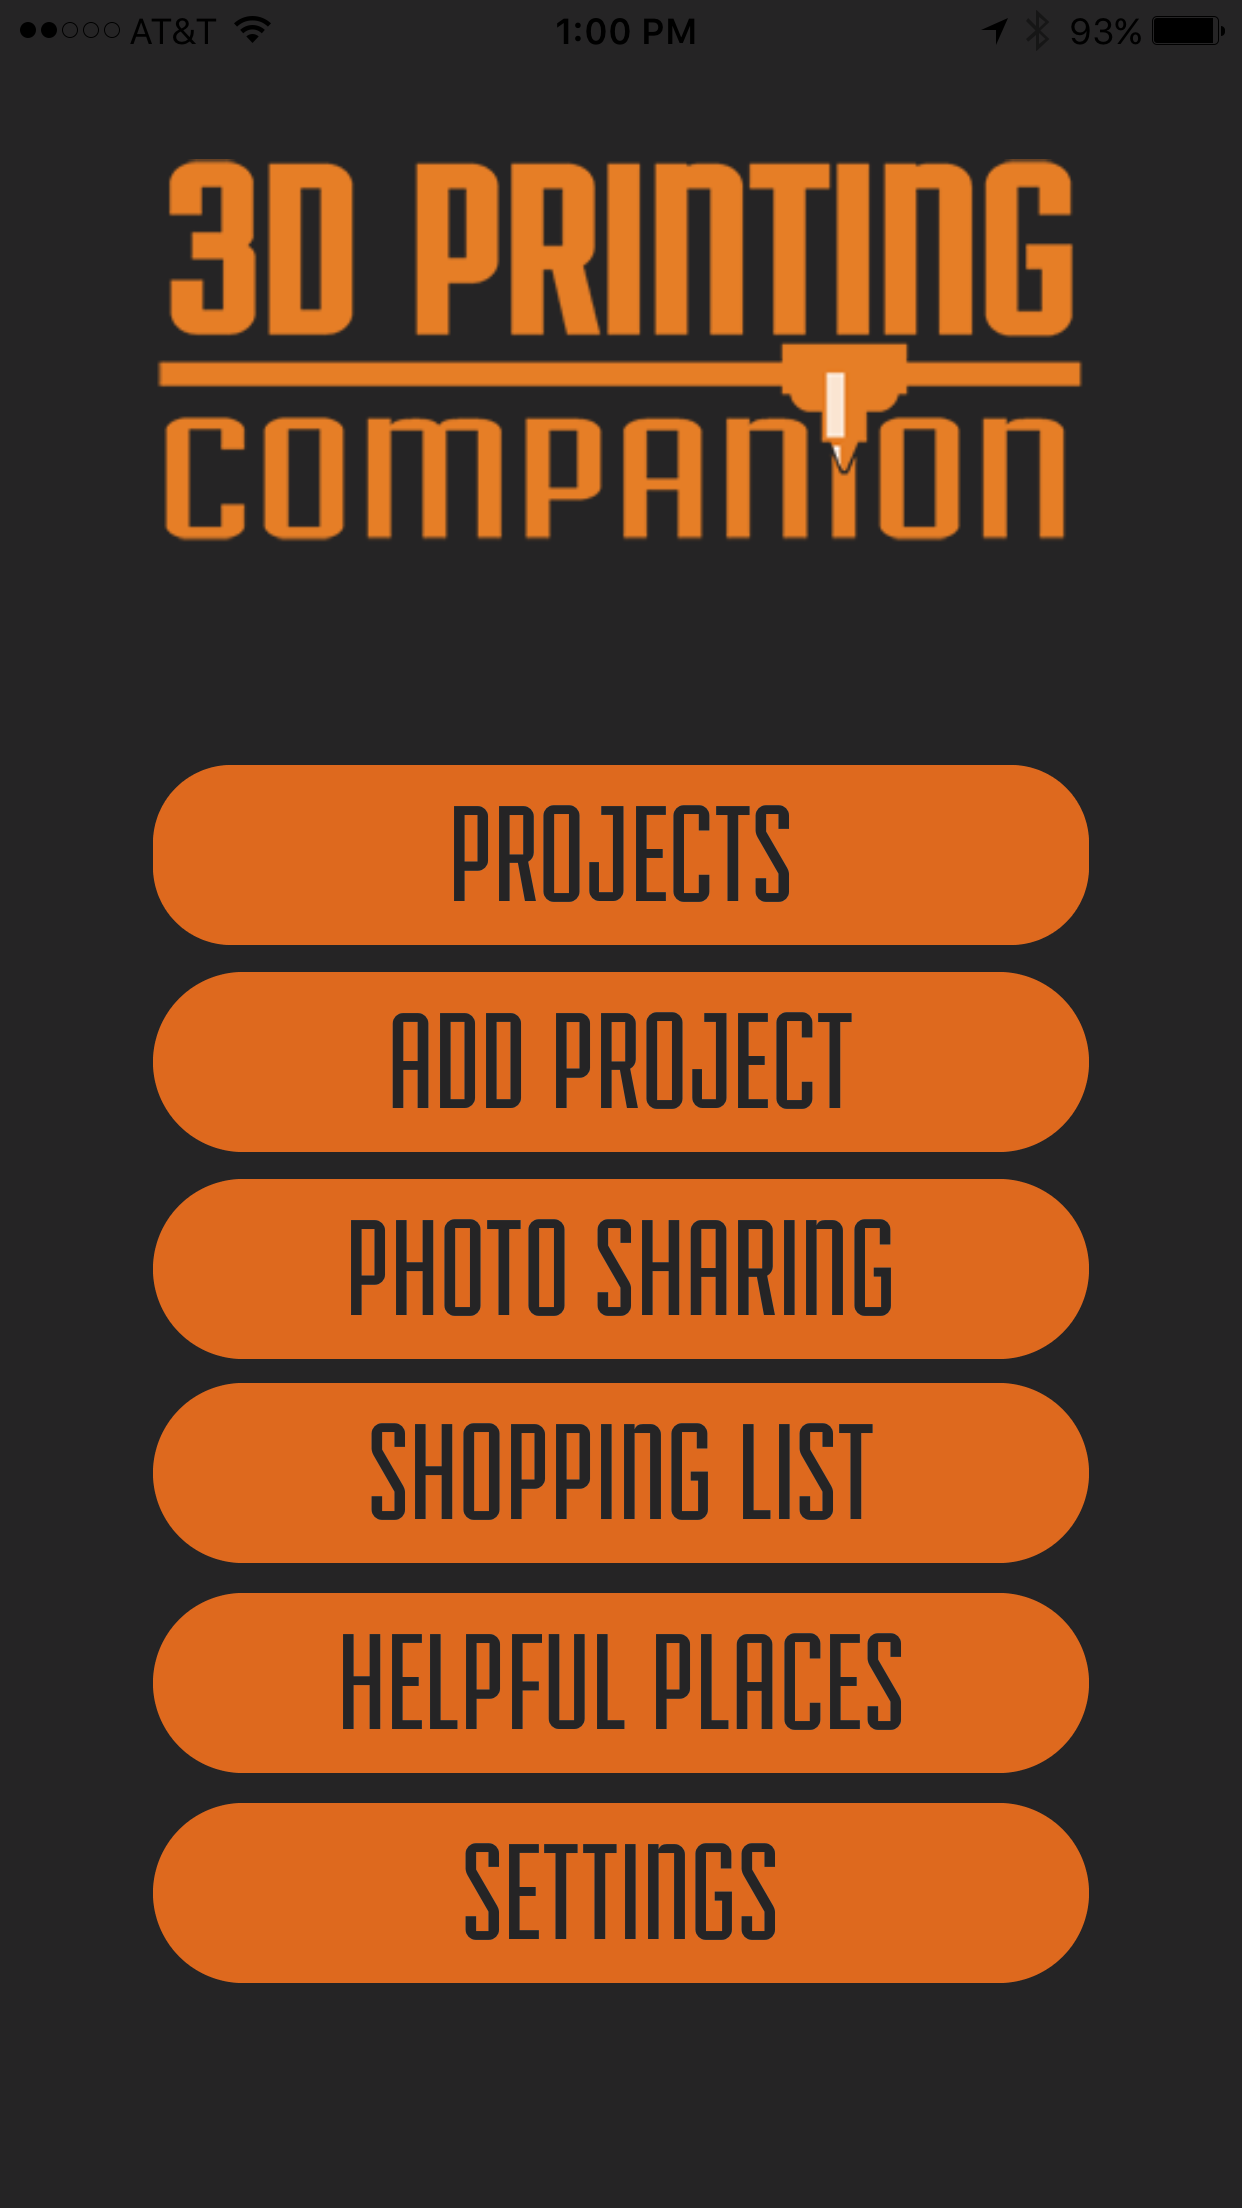 AT&T 1:00 PM 93%
3D PRINTING
COMPANION
PROJECTS
ADD PROJECT
PHOTO SHARING
SHOPPING LIST
HELPFUL PLACES
SETTINGS